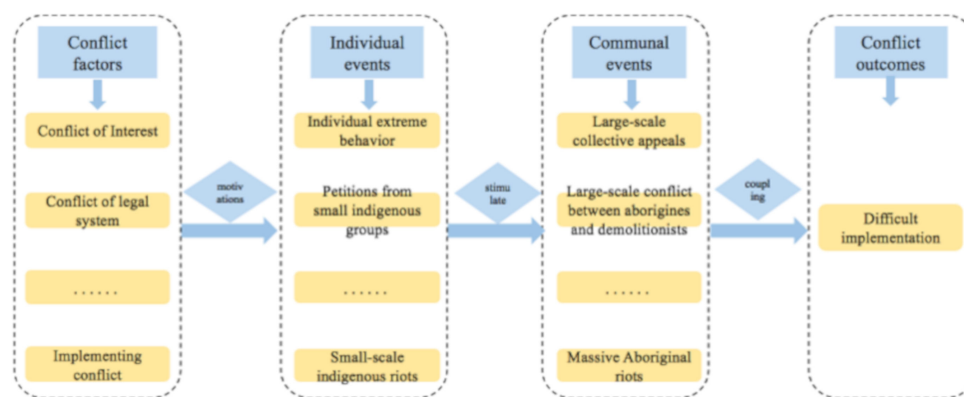 Conflict
factors
Conflict of Interest
Conflict of legal
system
......
Implementing
conflict
motiv
ations
Individual
events
Individual extreme
behavior
Petitions from
small indigenous
groups
......
Small-scale
indigenous riots
stimu
late
Communal
events
Large-scale
collective appeals
Large-scale conflict
between aborigines
and demolitionists
......
Massive Aboriginal
riots
coupl
ing
Conflict
outcomes
Difficult
implementation